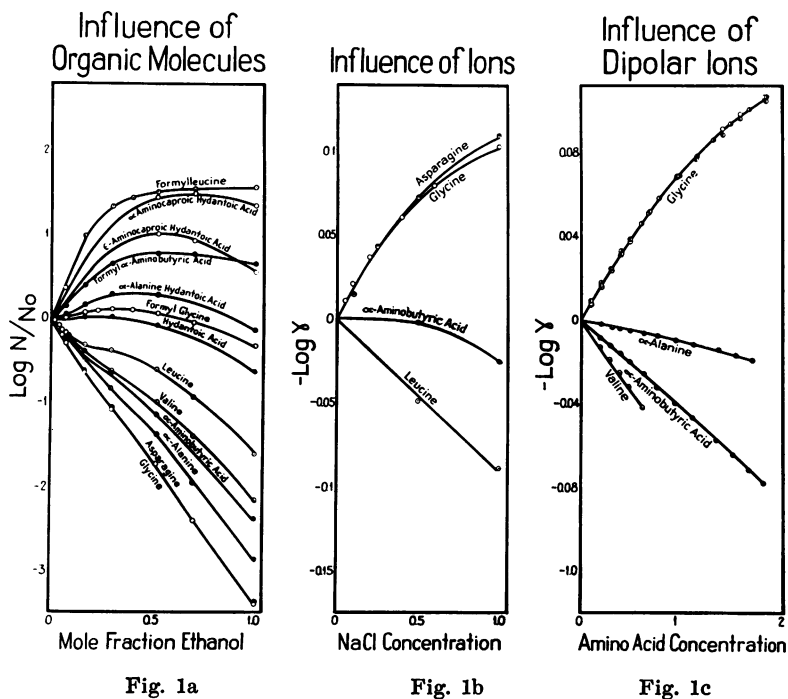 Influence of
Organic Molecules
2
1
0
-1
-2
-3
Log N/No
Formylleucine
α-Aminocaproic Hydantoic Acid
ε-Aminocaproic Hydantoic Acid
Formyl α-Aminobutyric Acid
α-Alanine Hydantoic Acid
Formyl Glycine
Hydantoic Acid
Leucine
Valine
α-Aminobutyric Acid
α-Alanine
Asparagine
Glycine
0
0.5
1.0
Mole Fraction Ethanol
Fig. 1a
Influence of Ions
0.1
0.05
0
-0.05
-0.1
-0.15
-Log γ
Asparagine
Glycine
α-Aminobutyric Acid
Leucine
0
0.5
1.0
NaCl Concentration
Fig. 1b
Influence of
Dipolar Ions
0.08
0.04
0
-0.04
-0.08
-1.0
-Log γ
Glycine
α-Alanine
α-Aminobutyric Acid
Valine
0
1
2
Amino Acid Concentration
Fig. 1c